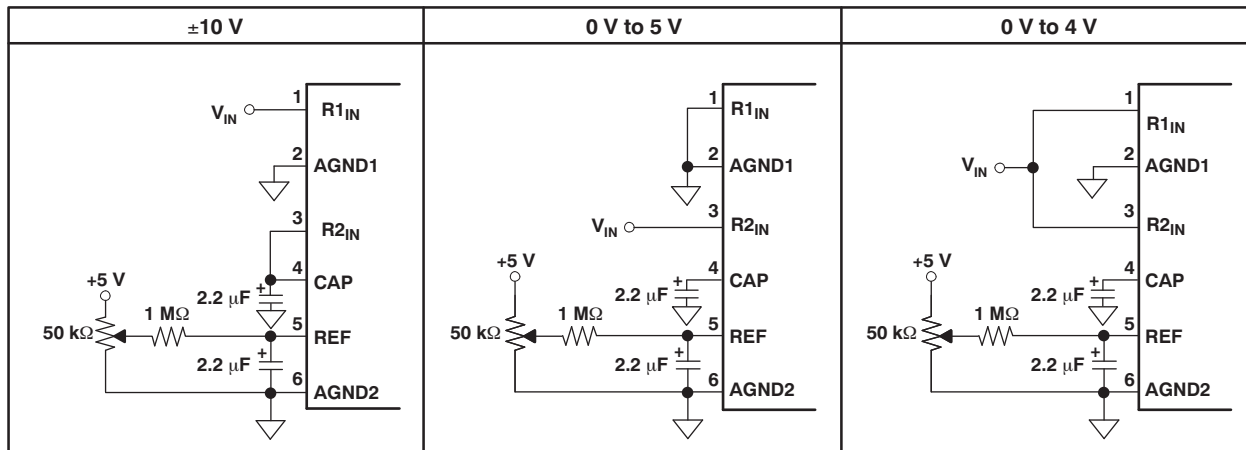 ±10 V
0 V to 5 V
0 V to 4 V
1
R1IN
VIN
2
AGND1
3
R2IN
4
CAP
+5 V
+
2.2 μF
1 MΩ
50 kΩ
5
REF
+
2.2 μF
6
AGND2
1
R1IN
2
AGND1
3
VIN
R2IN
4
CAP
+5 V
+
2.2 μF
1 MΩ
50 kΩ
5
REF
+
2.2 μF
6
AGND2
1
R1IN
VIN
2
AGND1
3
R2IN
4
CAP
+5 V
+
2.2 μF
1 MΩ
50 kΩ
5
REF
+
2.2 μF
6
AGND2